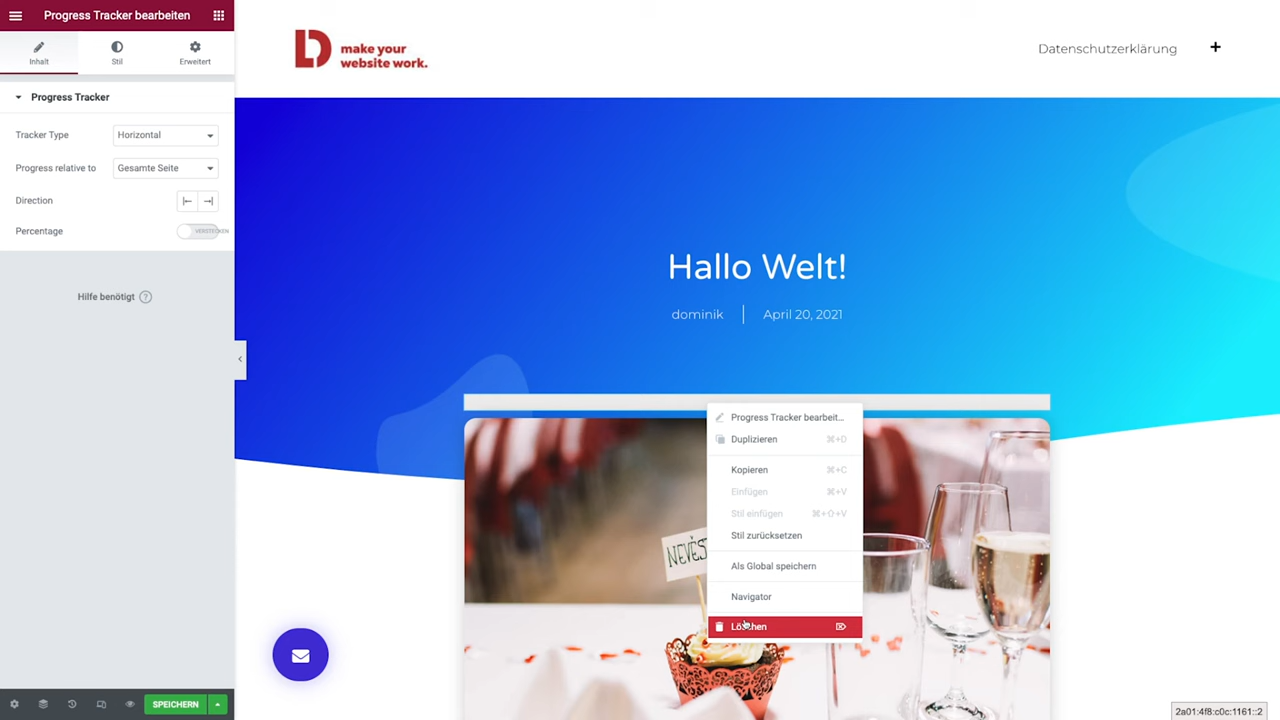 Progress Tracker bearbeiten
Inhalt
Stil
Erweitert
Progress Tracker
Tracker Type
Horizontal
Progress relative to
Gesamte Seite
Direction
Percentage
VERSTECKEN
Hilfe benötigt ?
SPEICHERN
make your
website work.
Datenschutzerklärung
Hallo Welt!
dominik
April 20, 2021
Progress Tracker bearbeit...
Duplizieren ⌘+D
Kopieren ⌘+C
Einfügen ⌘+V
Stil einfügen ⌘+⇧+V
Stil zurücksetzen
Als Global speichern
Navigator
Löschen ⌦
NEVĚS
2a01:4f8:c0c:1161::2